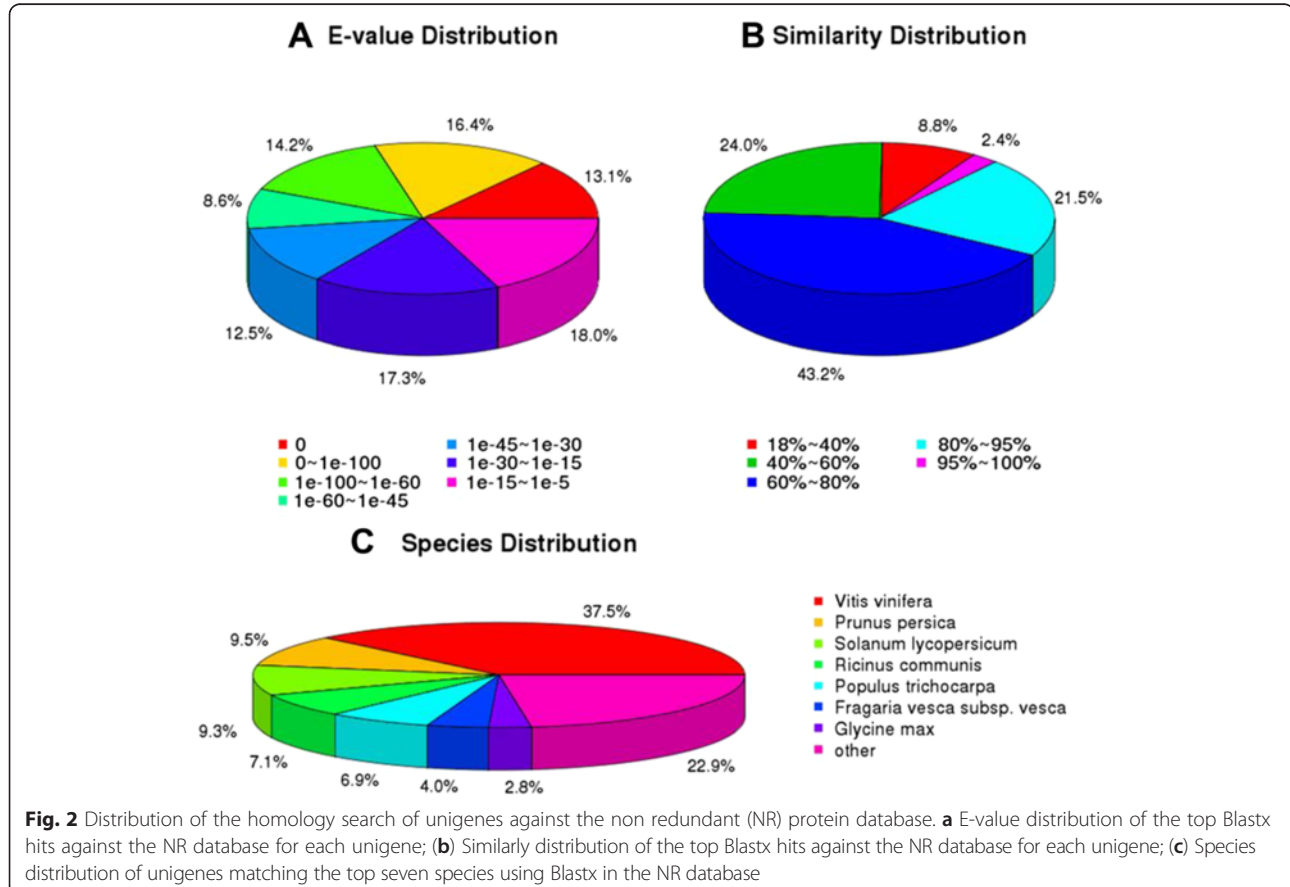 A E-value Distribution
16.4%
14.2%
13.1%
8.6%
12.5%
18.0%
17.3%
0
0~1e-100
1e-100~1e-60
1e-60~1e-45
1e-45~1e-30
1e-30~1e-15
1e-15~1e-5
B Similarity Distribution
8.8%
2.4%
24.0%
21.5%
43.2%
18%~40%
40%~60%
60%~80%
80%~95%
95%~100%
C Species Distribution
37.5%
9.5%
9.3%
7.1%
6.9%
4.0%
2.8%
22.9%
Vitis vinifera
Prunus persica
Solanum lycopersicum
Ricinus communis
Populus trichocarpa
Fragaria vesca subsp. vesca
Glycine max
other
Fig. 2 Distribution of the homology search of unigenes against the non redundant (NR) protein database. a E-value distribution of the top Blastx
hits against the NR database for each unigene; (b) Similarly distribution of the top Blastx hits against the NR database for each unigene; (c) Species
distribution of unigenes matching the top seven species using Blastx in the NR database